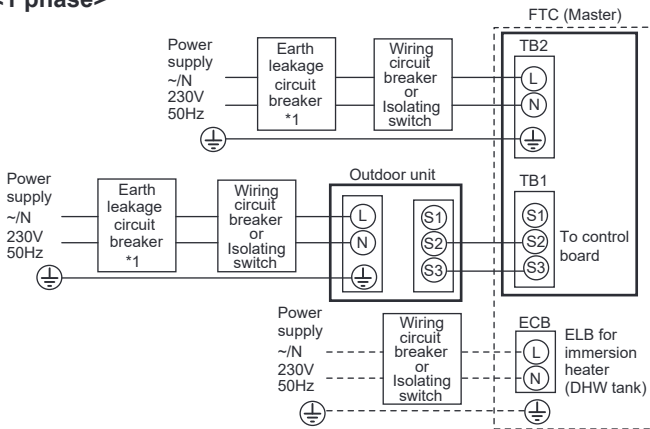 <1 phase>
FTC (Master)
Power
supply
~/N
230V
50Hz
Earth
leakage
circuit
breaker
*1
Wiring
circuit
breaker
or
Isolating
switch
TB2
L
N
Power
supply
~/N
230V
50Hz
Earth
leakage
circuit
breaker
*1
Wiring
circuit
breaker
or
Isolating
switch
Outdoor unit
L
N
S1
S2
S3
TB1
S1
S2
S3
To control
board
Power
supply
~/N
230V
50Hz
Wiring
circuit
breaker
or
Isolating
switch
ECB
L
N
ELB for
immersion
heater
(DHW tank)